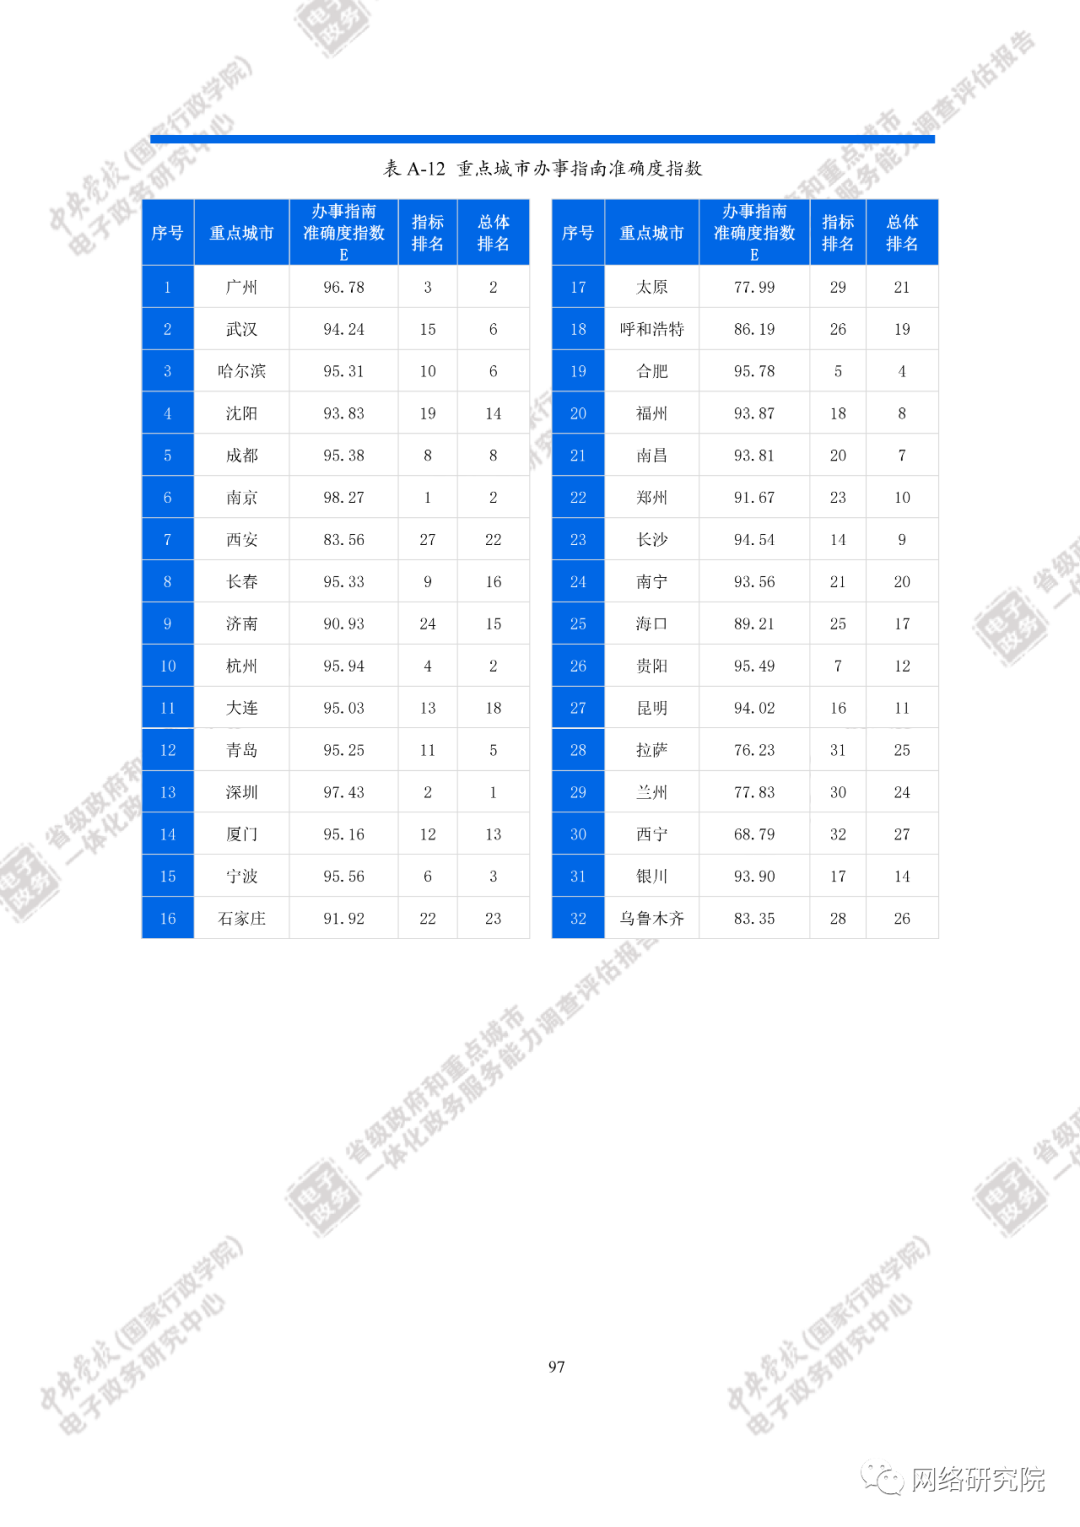 表 A-12 重点城市办事指南准确度指数
序号 重点城市 办事指南准确度指数 E 指标排名 总体排名
1 广州 96.78 3 2
2 武汉 94.24 15 6
3 哈尔滨 95.31 10 6
4 沈阳 93.83 19 14
5 成都 95.38 8 8
6 南京 98.27 1 2
7 西安 83.56 27 22
8 长春 95.33 9 16
9 济南 90.93 24 15
10 杭州 95.94 4 2
11 大连 95.03 13 18
12 青岛 95.25 11 5
13 深圳 97.43 2 1
14 厦门 95.16 12 13
15 宁波 95.56 6 3
16 石家庄 91.92 22 23
序号 重点城市 办事指南准确度指数 E 指标排名 总体排名
17 太原 77.99 29 21
18 呼和浩特 86.19 26 19
19 合肥 95.78 5 4
20 福州 93.87 18 8
21 南昌 93.81 20 7
22 郑州 91.67 23 10
23 长沙 94.54 14 9
24 南宁 93.56 21 20
25 海口 89.21 25 17
26 贵阳 95.49 7 12
27 昆明 94.02 16 11
28 拉萨 76.23 31 25
29 兰州 77.83 30 24
30 西宁 68.79 32 27
31 银川 93.90 17 14
32 乌鲁木齐 83.35 28 26
电子政务
省级政府和重点城市
一体化政务服务能力调查评估报告
中央党校(国家行政学院)
电子政务研究中心
97
网络研究院